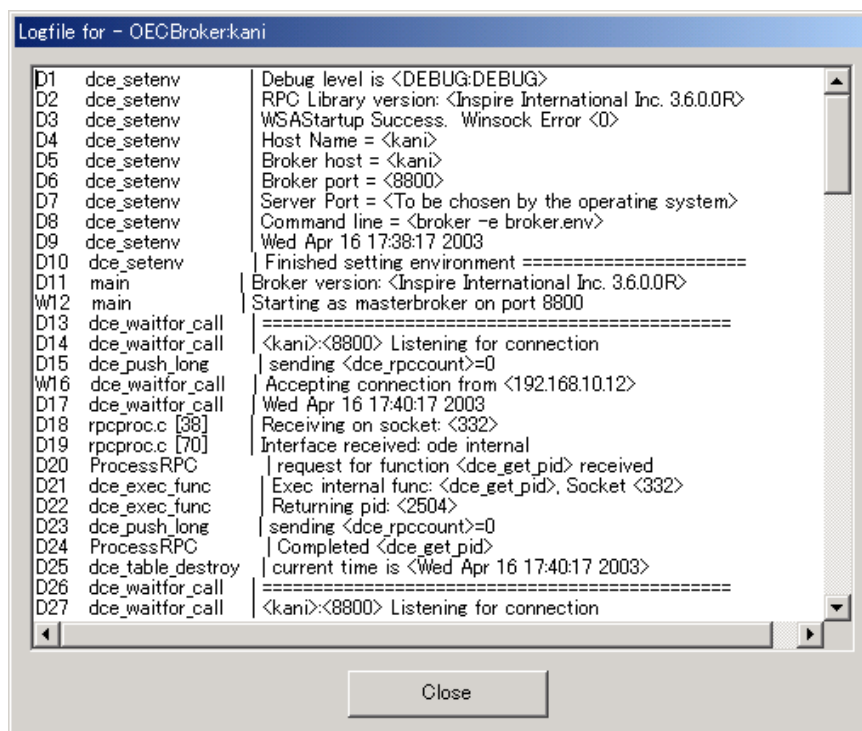 Logfile for - OECBroker:kani
D1 dce_setenv | Debug level is <DEBUG:DEBUG>
D2 dce_setenv | RPC Library version: <Inspire International Inc. 3.6.0.0R>
D3 dce_setenv | WSAStartup Success. Winsock Error <0>
D4 dce_setenv | Host Name = <kani>
D5 dce_setenv | Broker host = <kani>
D6 dce_setenv | Broker port = <8800>
D7 dce_setenv | Server Port = <To be chosen by the operating system>
D8 dce_setenv | Command line = <broker -e broker.env>
D9 dce_setenv | Wed Apr 16 17:38:17 2003
D10 dce_setenv | Finished setting environment ======================
D11 main | Broker version: <Inspire International Inc. 3.6.0.0R>
W12 main | Starting as masterbroker on port 8800
D13 dce_waitfor_call | ==============================================
D14 dce_waitfor_call | <kani>:<8800> Listening for connection
D15 dce_push_long | sending <dce_rpccount>=0
W16 dce_waitfor_call | Accepting connection from <192.168.10.12>
D17 dce_waitfor_call | Wed Apr 16 17:40:17 2003
D18 rpcproc.c [38] | Receiving on socket: <332>
D19 rpcproc.c [70] | Interface received: ode internal
D20 ProcessRPC | request for function <dce_get_pid> received
D21 dce_exec_func | Exec internal func: <dce_get_pid>, Socket <332>
D22 dce_exec_func | Returning pid: <2504>
D23 dce_push_long | sending <dce_rpccount>=0
D24 ProcessRPC | Completed <dce_get_pid>
D25 dce_table_destroy | current time is <Wed Apr 16 17:40:17 2003>
D26 dce_waitfor_call | ==============================================
D27 dce_waitfor_call | <kani>:<8800> Listening for connection
Close